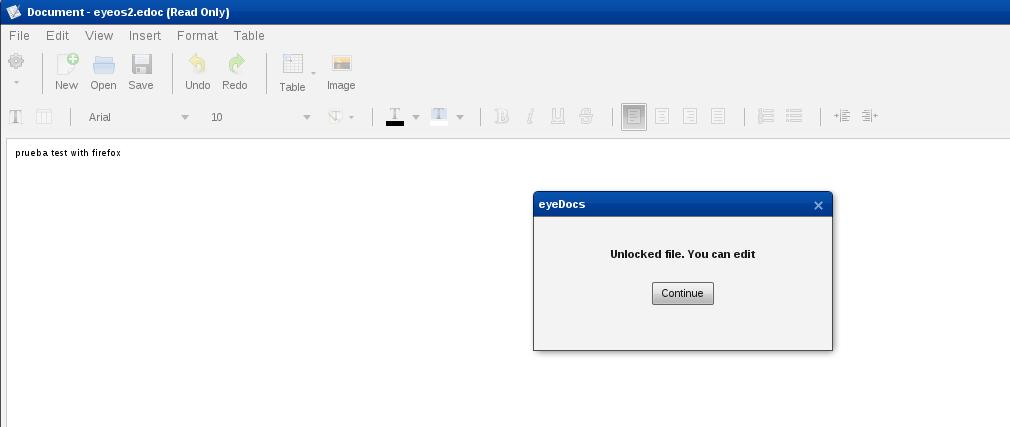 Document - eyeos2.edoc (Read Only)
File Edit View Insert Format Table
New Open Save Undo Redo Table Image
T Arial 10 T T B I U S
prueba test with firefox
eyeDocs
Unlocked file. You can edit
Continue